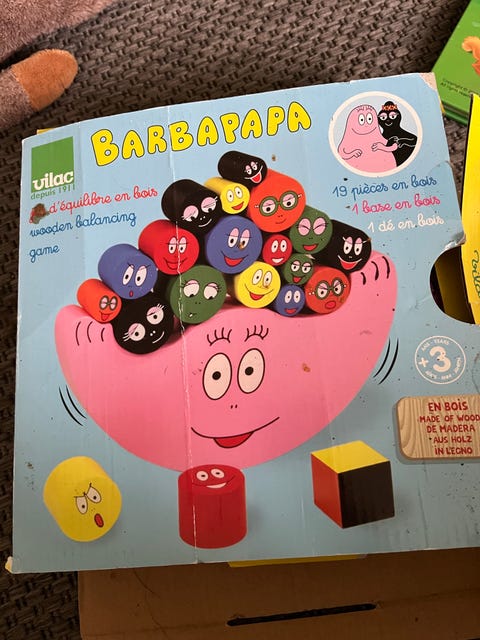 BARBAPAPA
vilac
depuis 1911
d'équilibre en bois
wooden balancing
game
19 pièces en bois
1 base en bois
1 dé en bois
+3
EN BOIS
MADE OF WOOD
DE MADERA
AUS HOLZ
IN LEGNO